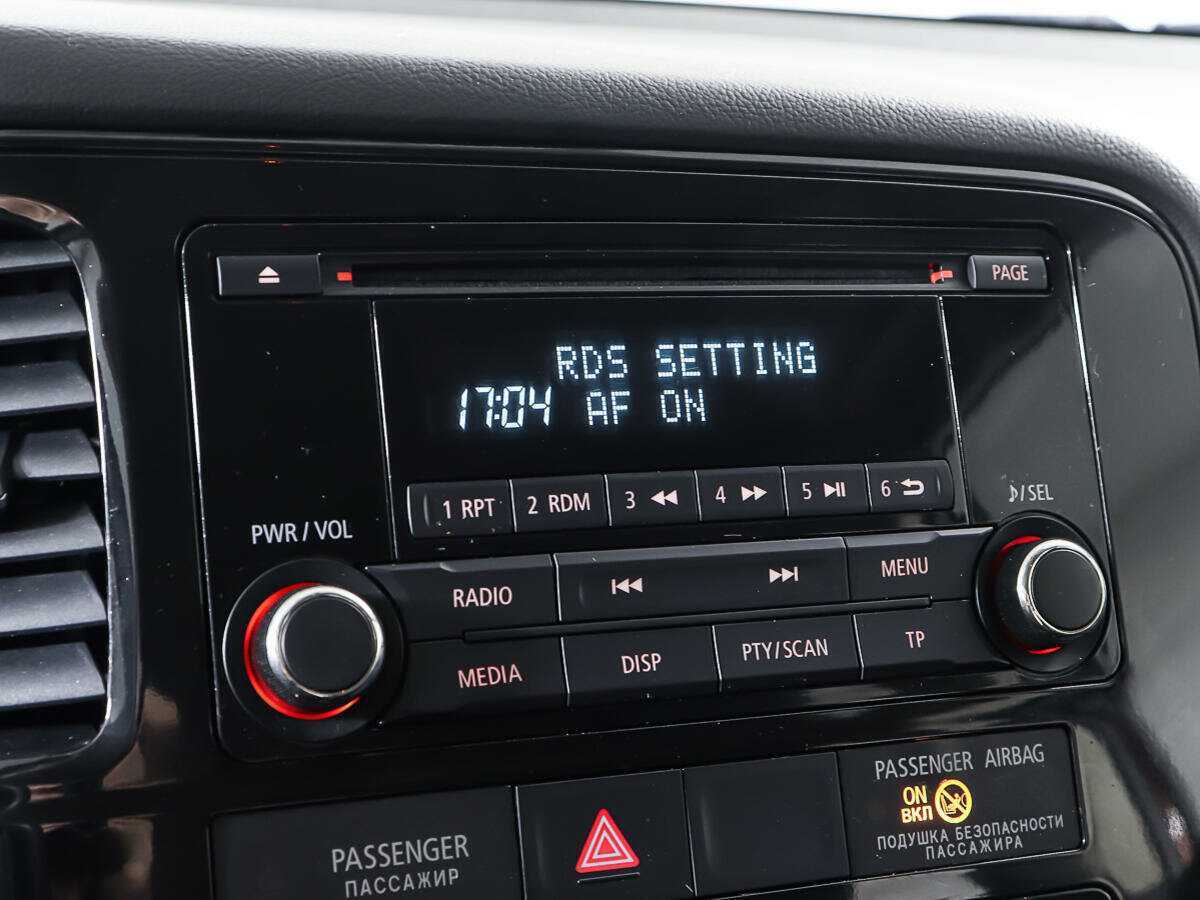 PAGE
RDS SETTING
17:04 AF ON
1 RPT 2 RDM 3 4 5 6
PWR / VOL
♪/SEL
RADIO MENU
MEDIA DISP PTY/SCAN TP
PASSENGER AIRBAG
ON
ВКЛ
ПОДУШКА БЕЗОПАСНОСТИ
ПАССАЖИРА
PASSENGER
ПАССАЖИР